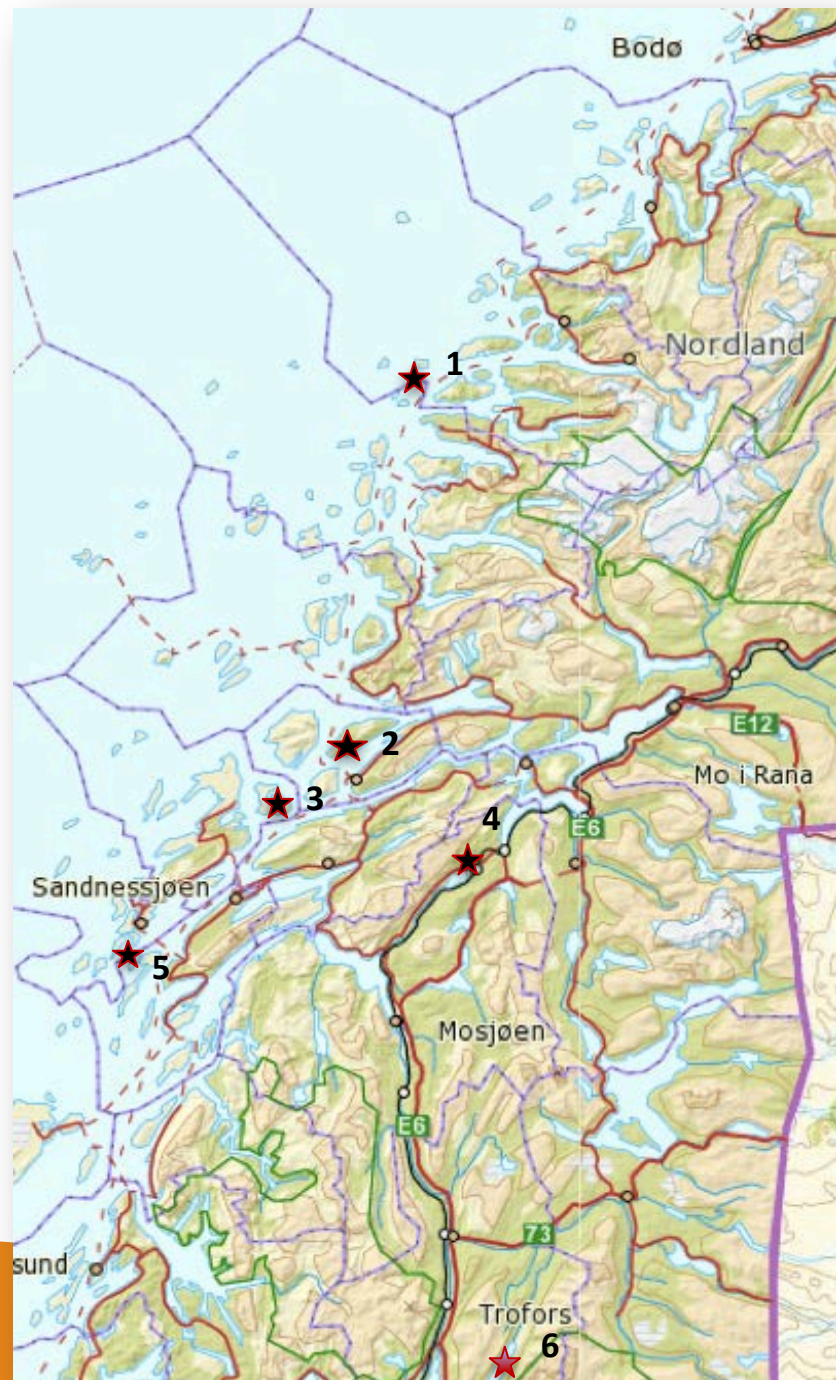 Bodø
Nordland
1
2
E12
3
Mo i Rana
4
E6
Sandnessjøen
5
Mosjøen
E6
73
sund
Trofors
6